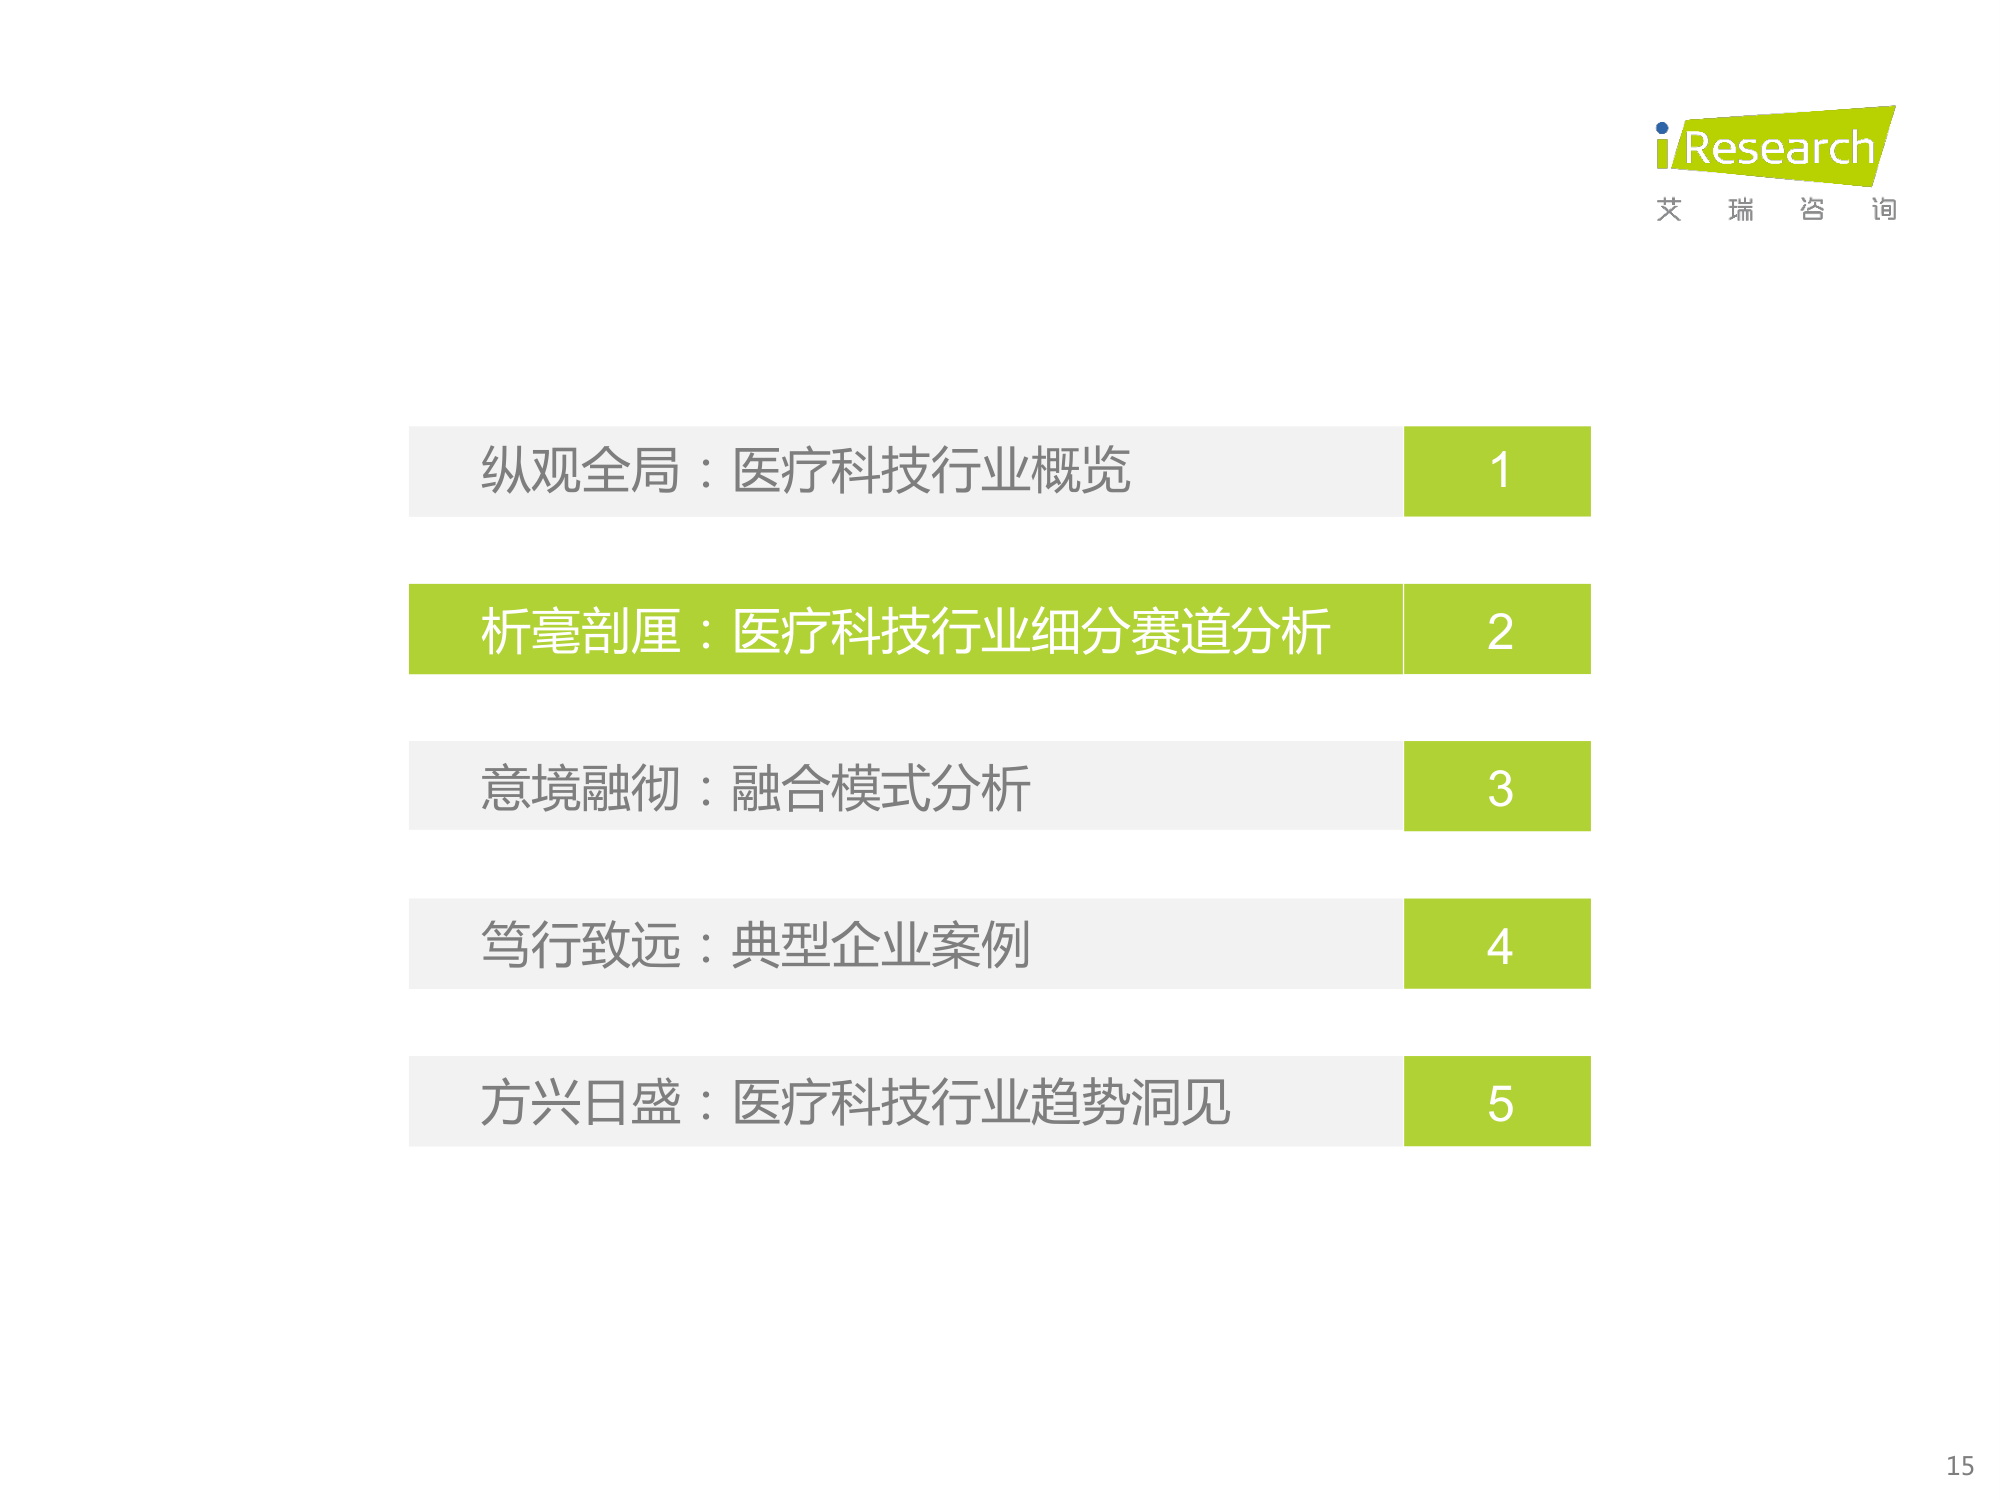 iResearch
艾瑞咨询
纵观全局：医疗科技行业概览 1
析毫剖厘：医疗科技行业细分赛道分析 2
意境融彻：融合模式分析 3
笃行致远：典型企业案例 4
方兴日盛：医疗科技行业趋势洞见 5
15